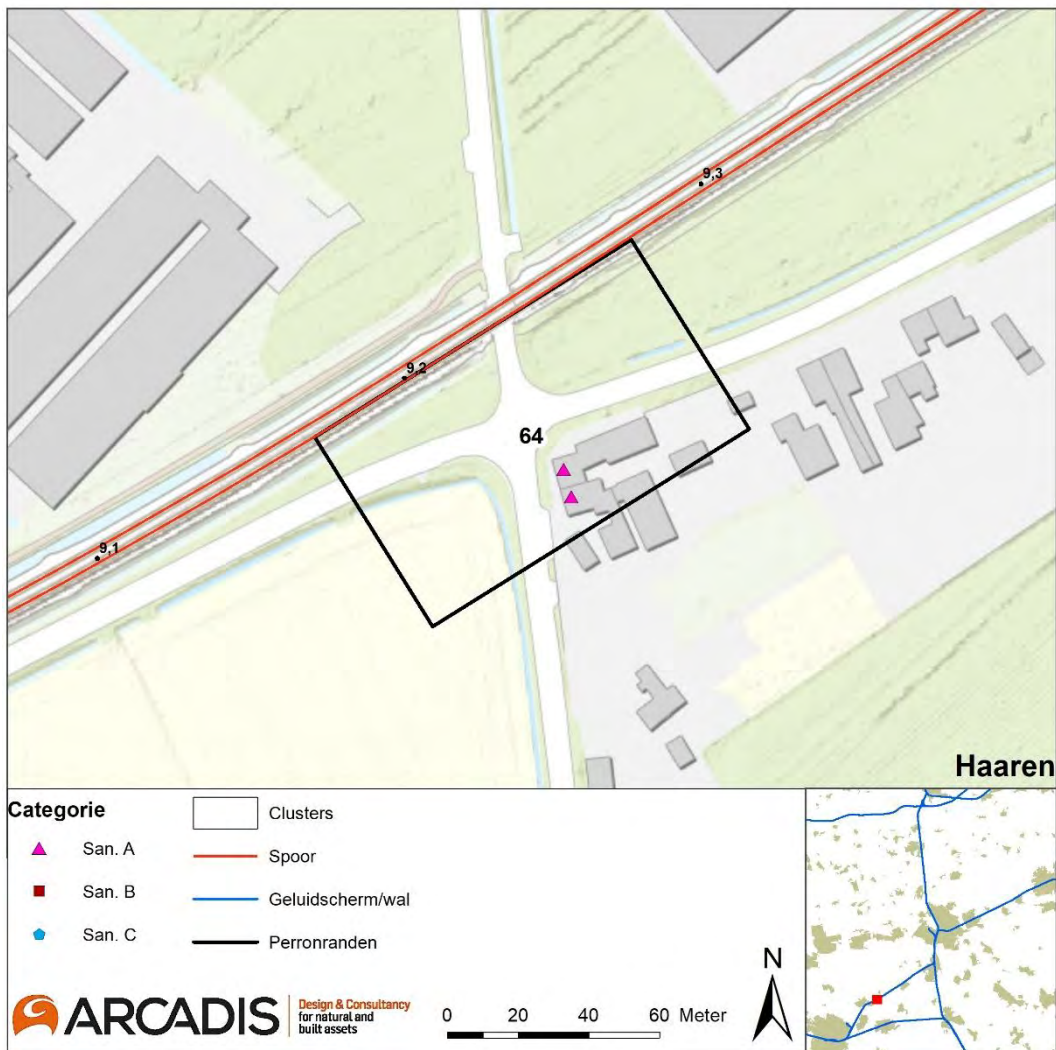 9,3
9,2
64
9,1
Haaren
Categorie
San. A
San. B
San. C
Clusters
Spoor
Geluidscherm/wal
Perronranden
ARCADIS
Design & Consultancy
for natural and
built assets
0 20 40 60 Meter
N